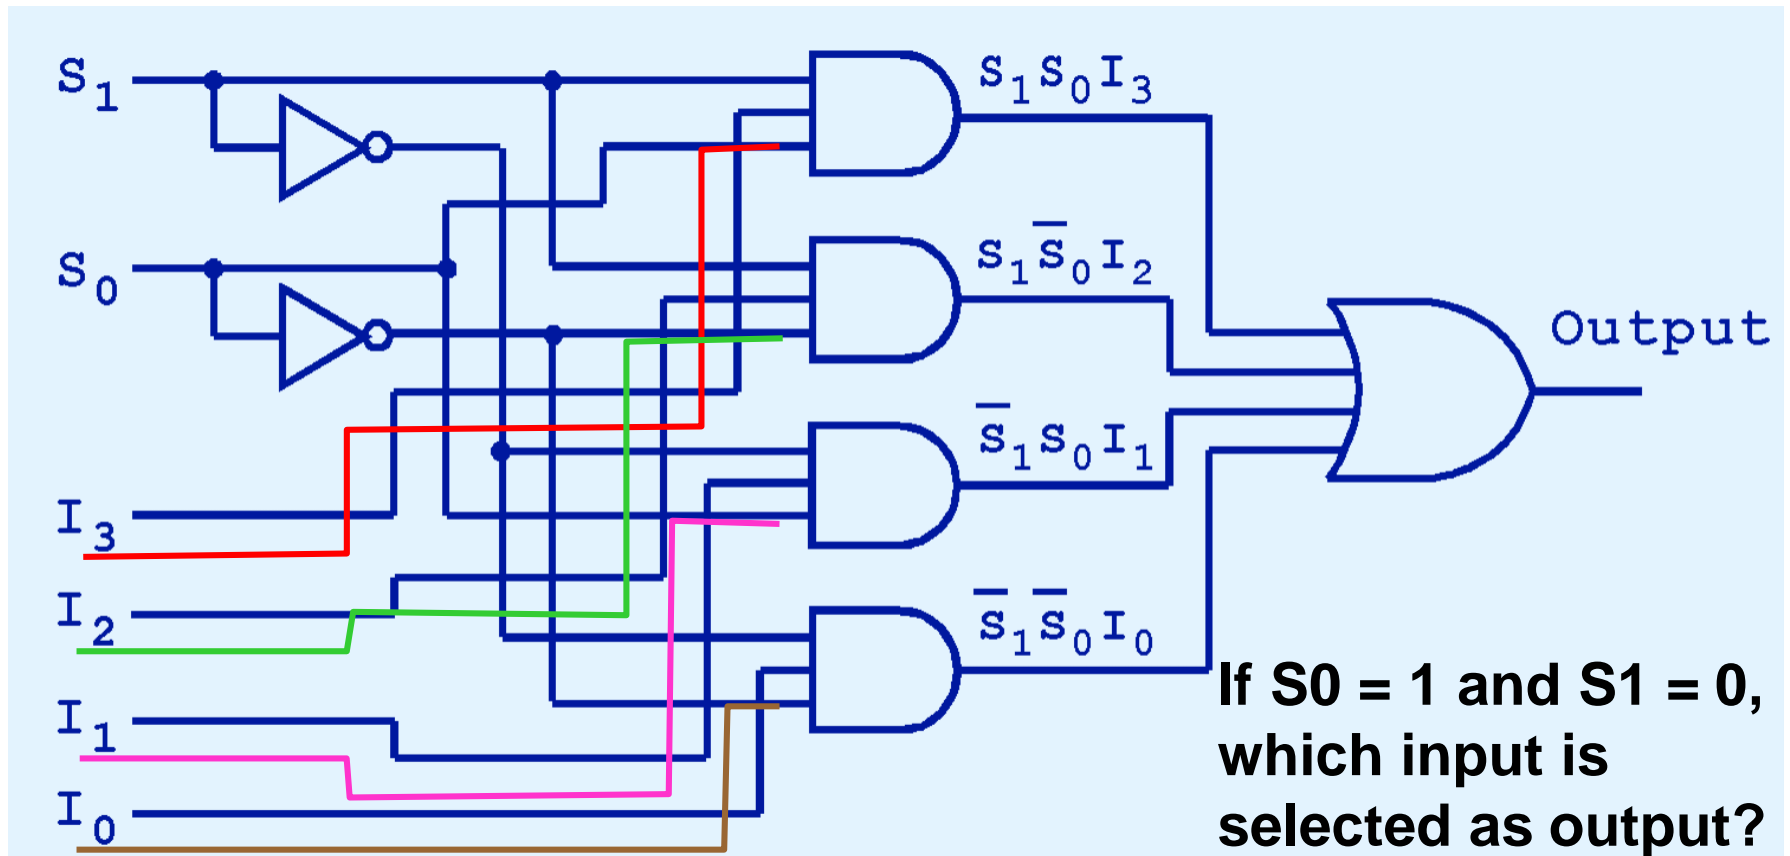 S₁
S₁S₀I₃
S₀
S₁S̅₀I₂
Output
S̅₁S₀I₁
I₃
I₂
S̅₁S̅₀I₀
I₁
I₀
If S0 = 1 and S1 = 0,
which input is
selected as output?